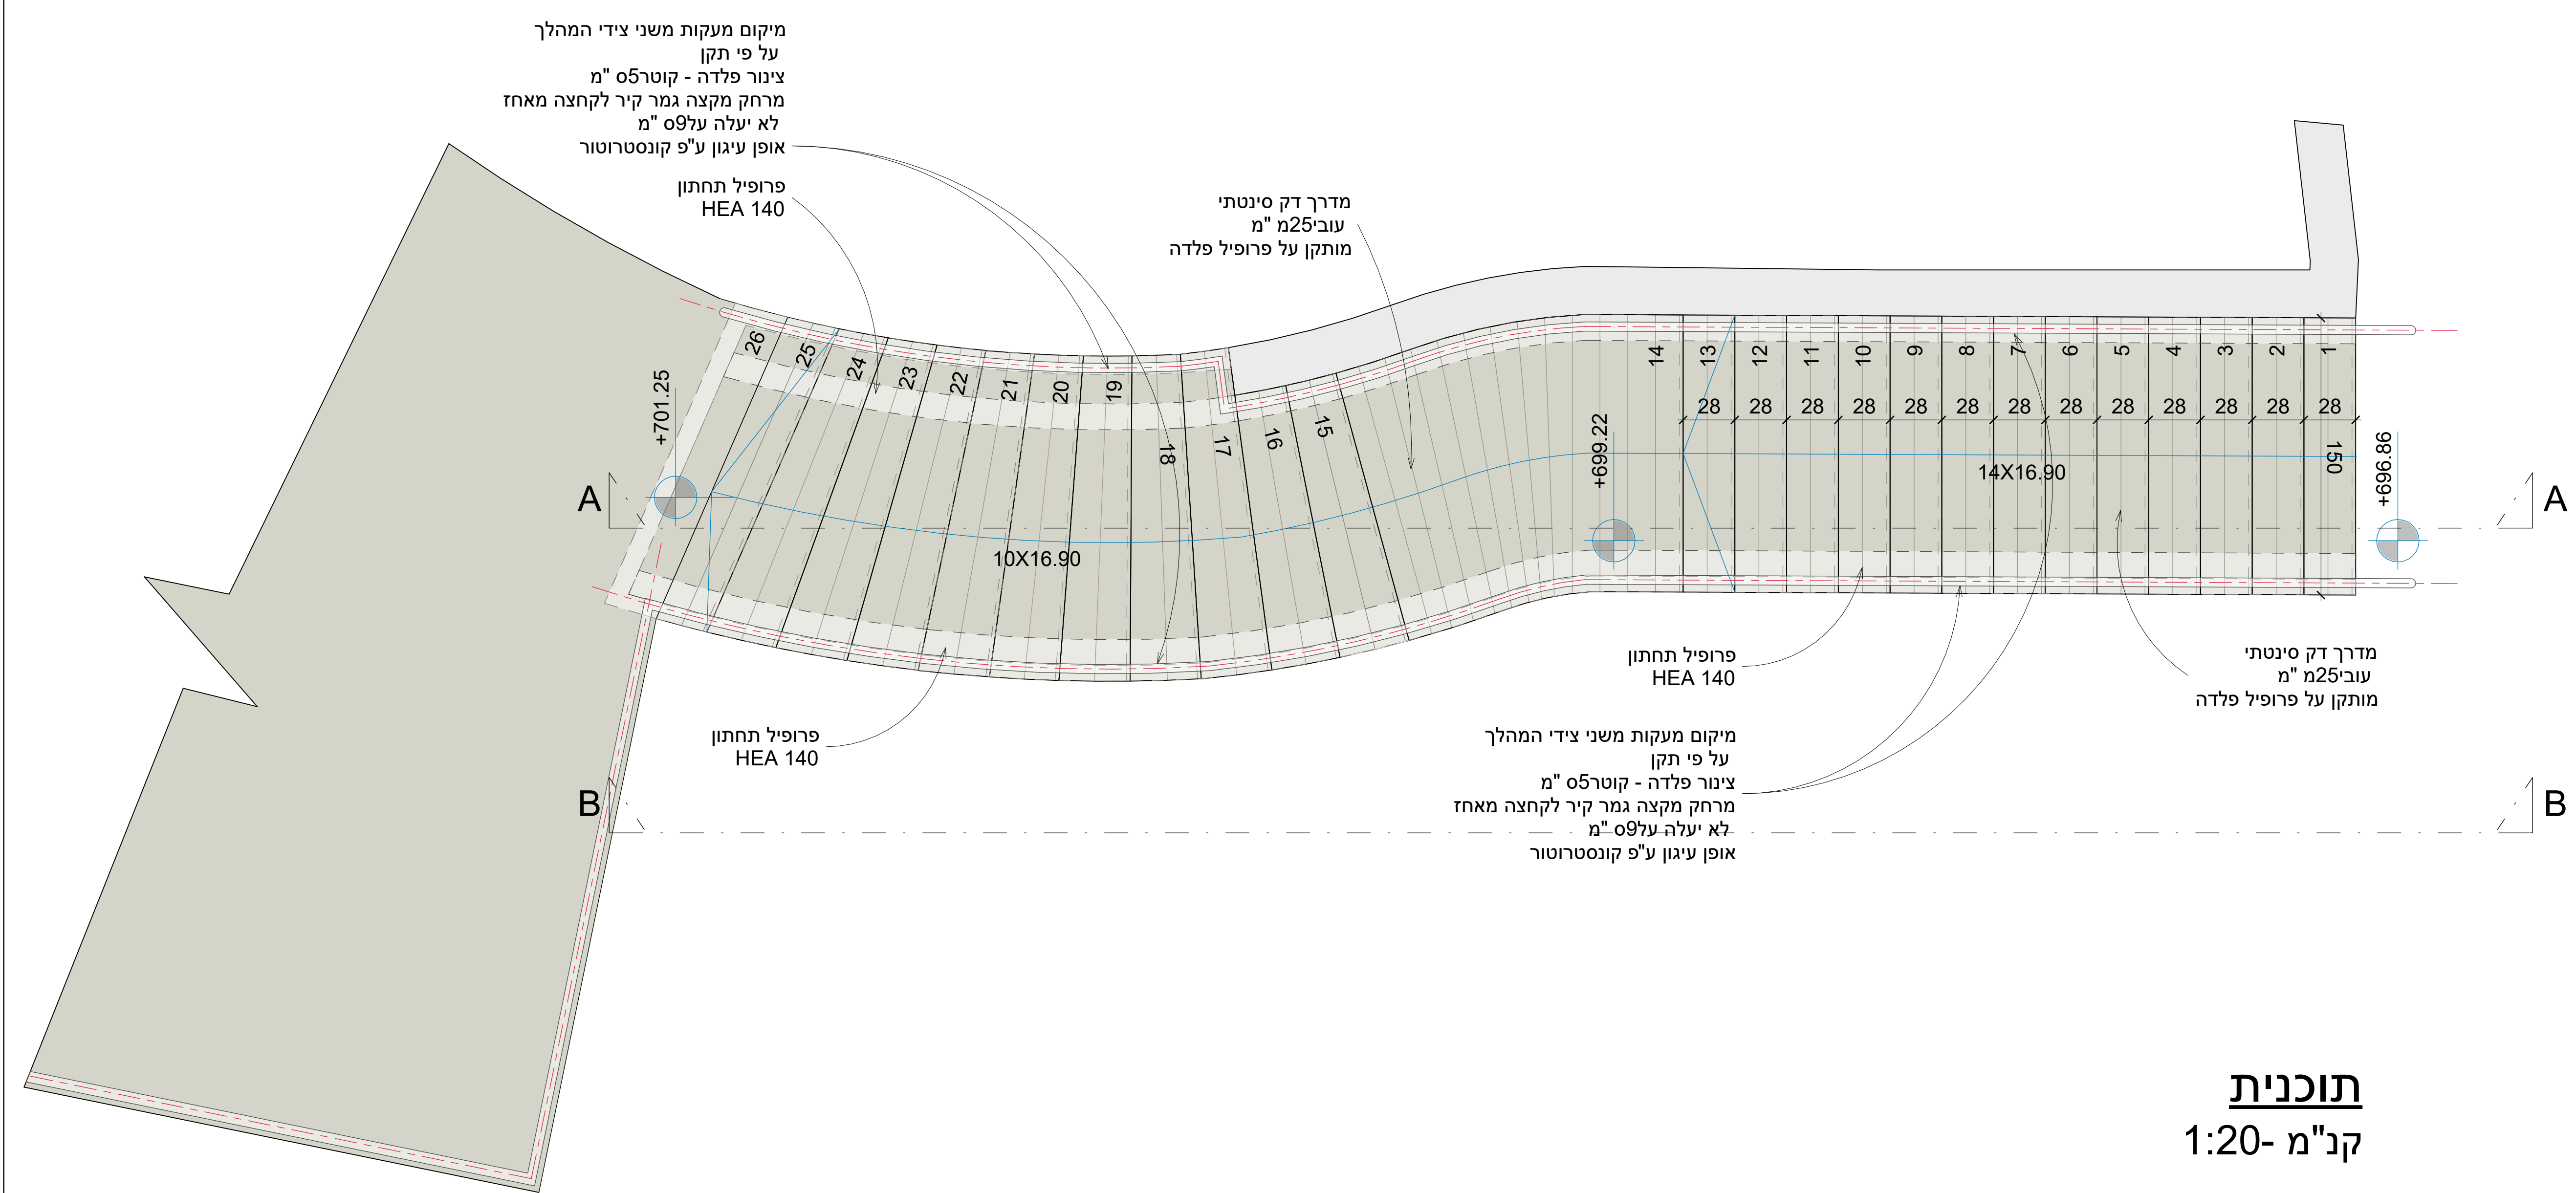 מיקום מעקות משני צידי המהלך
על פי תקן
צינור פלדה - קוטר5ס "מ
מרחק מקצה גמר קיר לקחצה מאחז
לא יעלה על9ס "מ
אופן עיגון ע"פ קונסטרוטור
פרופיל תחתון
HEA 140
מדרך דק סינטתי
עובי25מ "מ
מותקן על פרופיל פלדה
26
25
24
23
22
21
20
19
18
17
16
15
14
13
12
11
10
9
8
7
6
5
4
3
2
1
28
28
28
28
28
28
28
28
28
28
28
28
28
150
+701.25
+699.22
+696.86
14X16.90
10X16.90
A
A
B
B
פרופיל תחתון
HEA 140
מדרך דק סינטתי
עובי25מ "מ
מותקן על פרופיל פלדה
פרופיל תחתון
HEA 140
מיקום מעקות משני צידי המהלך
על פי תקן
צינור פלדה - קוטר5ס "מ
מרחק מקצה גמר קיר לקחצה מאחז
לא יעלה על9ס "מ
אופן עיגון ע"פ קונסטרוטור
תוכנית
קנ"מ -1:20